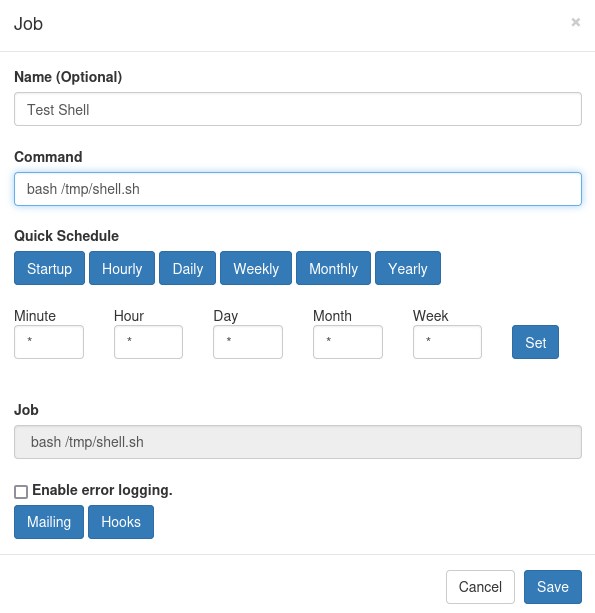 Job ×
Name (Optional)
Test Shell
Command
bash /tmp/shell.sh
Quick Schedule
Startup Hourly Daily Weekly Monthly Yearly
Minute Hour Day Month Week
* * * * * Set
Job
bash /tmp/shell.sh
Enable error logging.
Mailing Hooks
Cancel Save